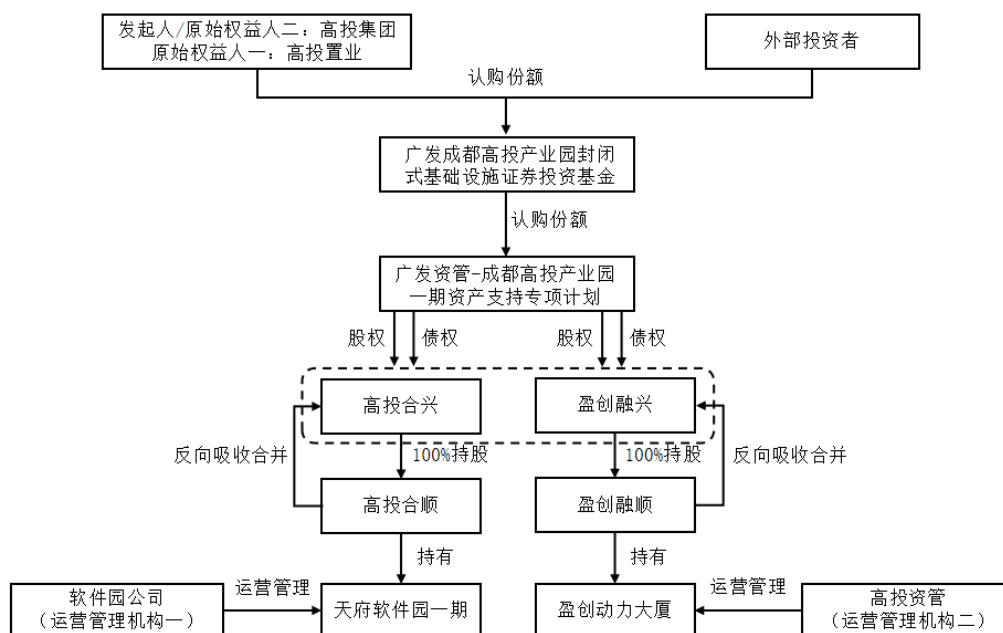 发起人/原始权益人二：高投集团
原始权益人一：高投置业
外部投资者
认购份额
广发成都高投产业园封闭
式基础设施证券投资基金
认购份额
广发资管-成都高投产业园
一期资产支持专项计划
股权
债权
股权
债权
高投合兴
盈创融兴
反向吸收合并
100%持股
100%持股
反向吸收合并
高投合顺
盈创融顺
持有
持有
软件园公司
（运营管理机构一）
运营管理
天府软件园一期
盈创动力大厦
运营管理
高投资管
（运营管理机构二）